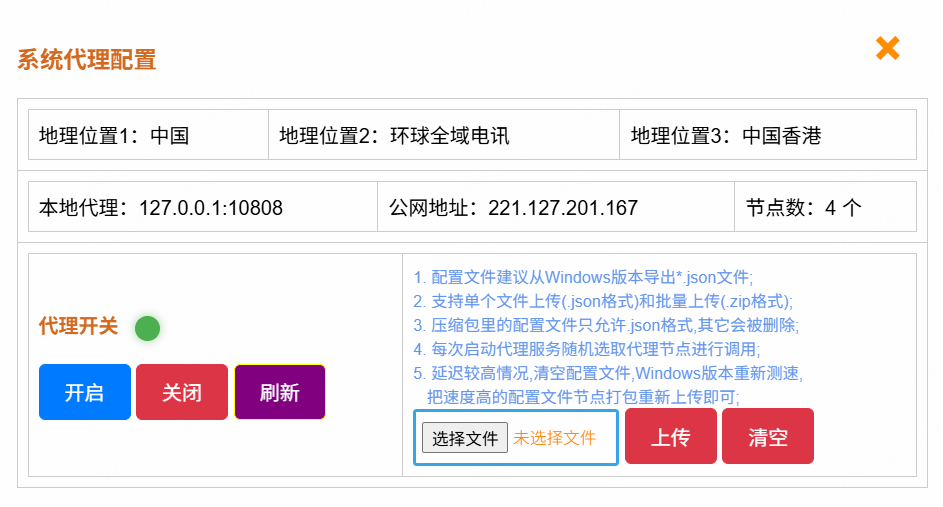 系统代理配置
地理位置1：中国 地理位置2：环球全域电讯 地理位置3：中国香港
本地代理：127.0.0.1:10808 公网地址：221.127.201.167 节点数：4 个
代理开关
开启 关闭 刷新
1. 配置文件建议从Windows版本导出*.json文件;
2. 支持单个文件上传(.json格式)和批量上传(.zip格式);
3. 压缩包里的配置文件只允许.json格式,其它会被删除;
4. 每次启动代理服务随机选取代理节点进行调用;
5. 延迟较高情况,清空配置文件,Windows版本重新测速,
把速度高的配置文件节点打包重新上传即可;
选择文件 未选择文件 上传 清空